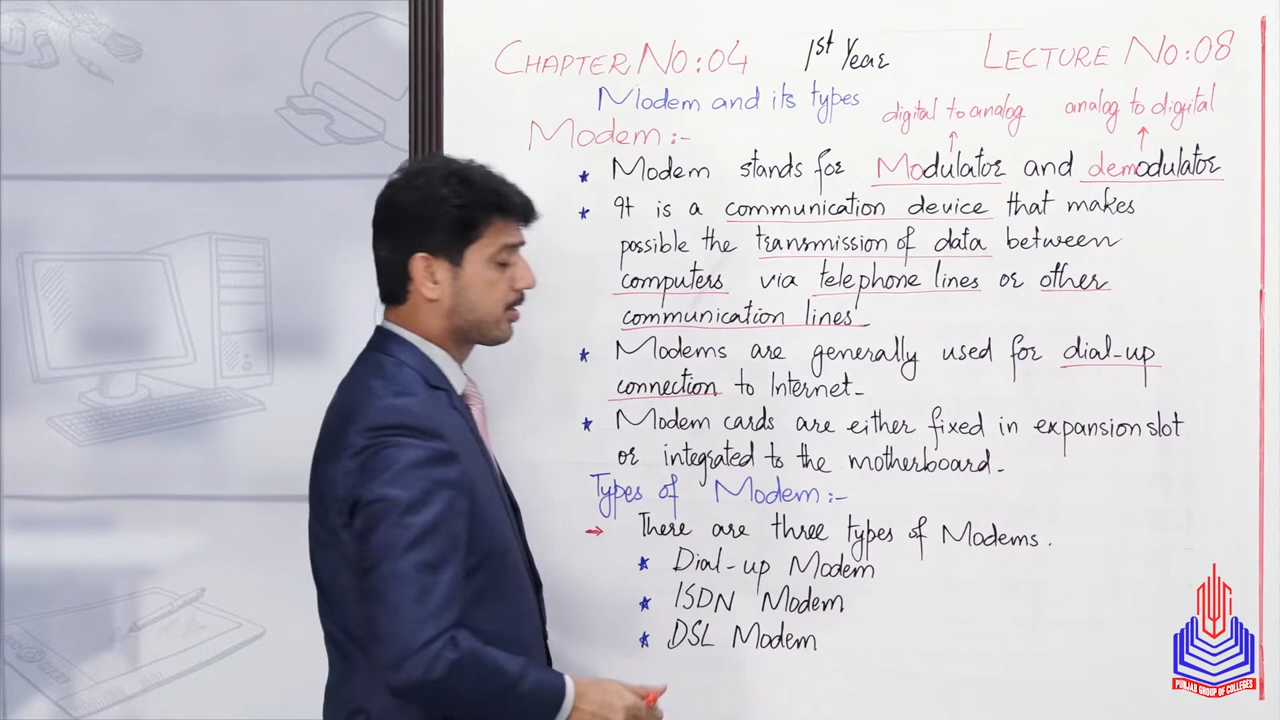 CHAPTER NO:04 1st Year LECTURE NO:08
Modem and its types
digital to analog analog to digital
Modem:-
* Modem stands for Modulator and demodulator
* It is a communication device that makes
possible the transmission of data between
computers via telephone lines or other
communication lines
* Modems are generally used for dial-up
connection to Internet.
* Modem cards are either fixed in expansion slot
or integrated to the motherboard.
Types of Modem:-
→ There are three types of Modems.
* Dial-up Modem
* ISDN Modem
* DSL Modem
PUNJAB GROUP OF COLLEGES